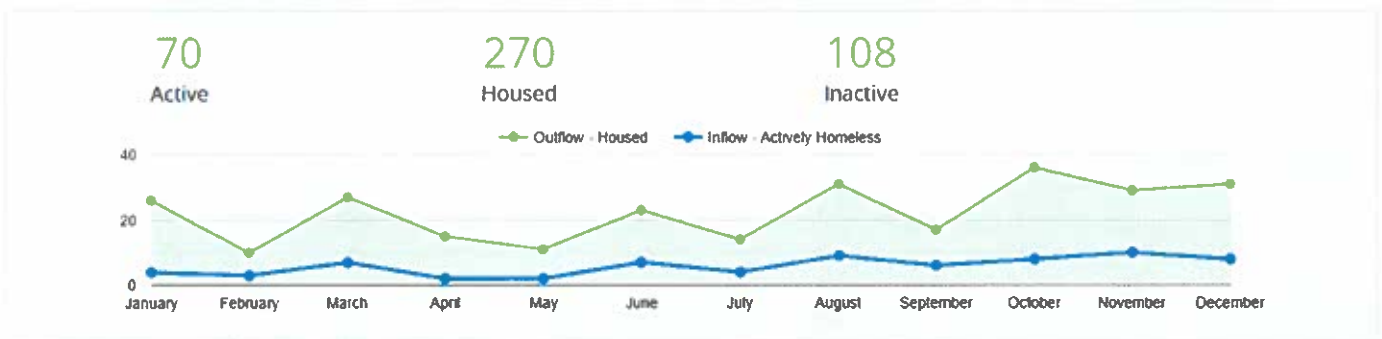 70 270 108
Active Housed Inactive
Outflow - Housed Inflow - Actively Homeless
40
20
0
January February March April May June July August September October November December